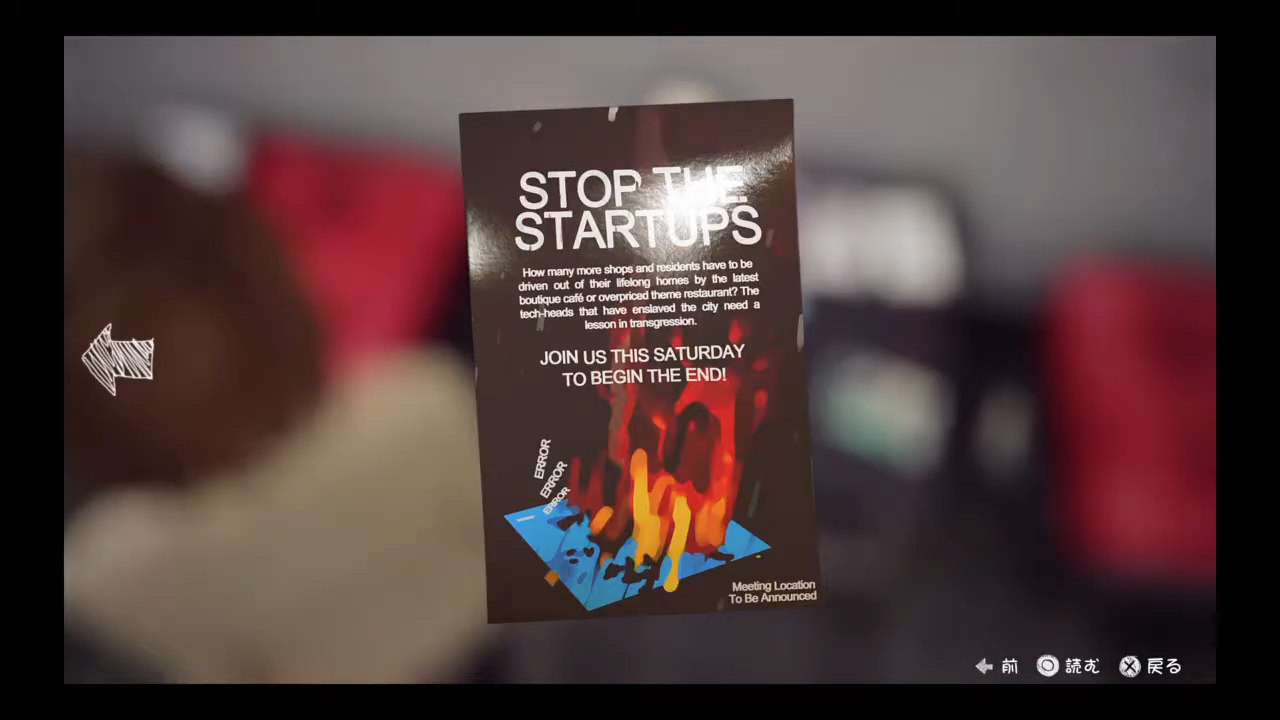 STOP THE
STARTUPS
How many more shops and residents have to be
driven out of their lifelong homes by the latest
boutique café or overpriced theme restaurant? The
tech-heads that have enslaved the city need a
lesson in transgression.
JOIN US THIS SATURDAY
TO BEGIN THE END!
ERROR
ERROR
ERROR
Meeting Location
To Be Announced
前 読む 戻る